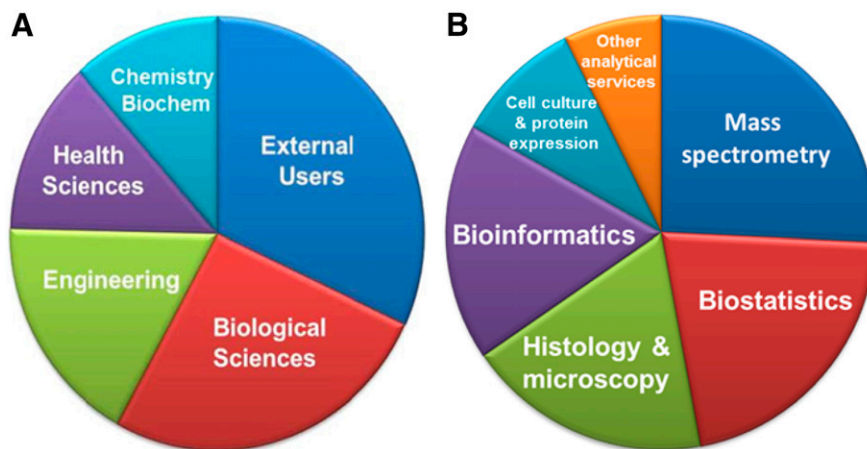 A
Chemistry
Biochem
External
Users
Health
Sciences
Engineering
Biological
Sciences
B
Other
analytical
services
Cell culture
& protein
expression
Mass
spectrometry
Bioinformatics
Biostatistics
Histology &
microscopy